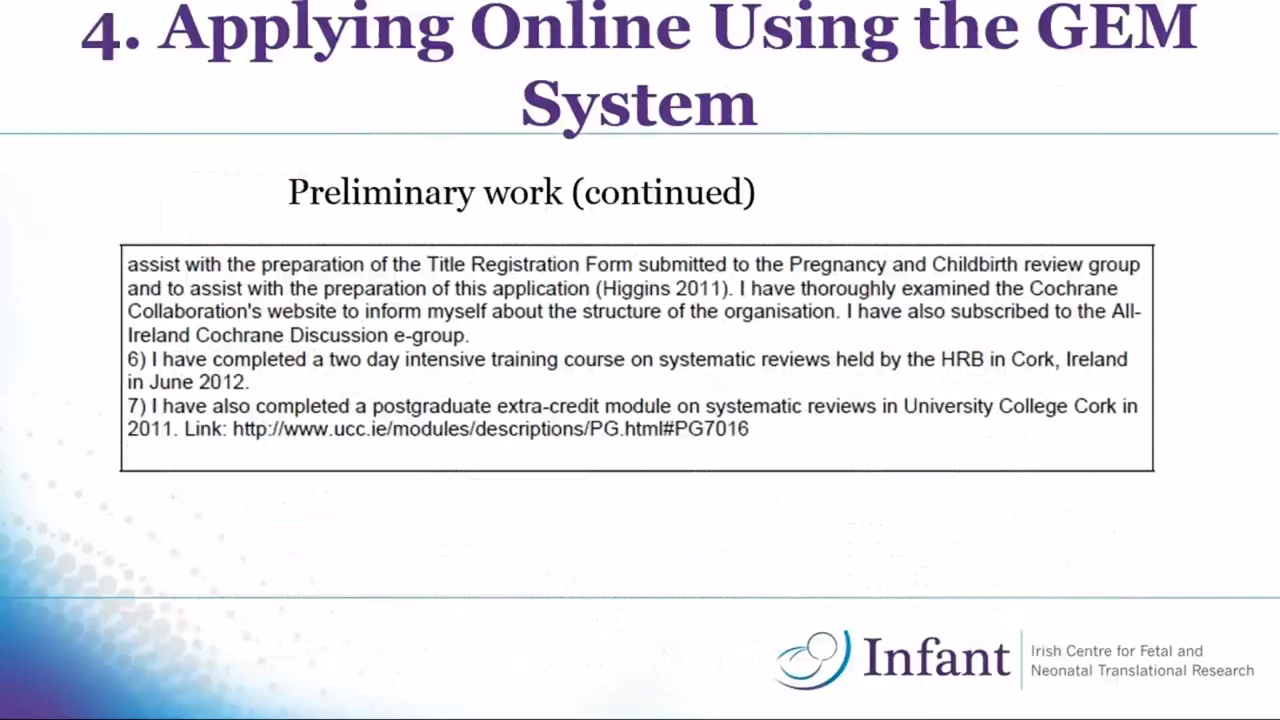 4. Applying Online Using the GEM
System
Preliminary work (continued)
assist with the preparation of the Title Registration Form submitted to the Pregnancy and Childbirth review group
and to assist with the preparation of this application (Higgins 2011). I have thoroughly examined the Cochrane
Collaboration's website to inform myself about the structure of the organisation. I have also subscribed to the All-
Ireland Cochrane Discussion e-group.
6) I have completed a two day intensive training course on systematic reviews held by the HRB in Cork, Ireland
in June 2012.
7) I have also completed a postgraduate extra-credit module on systematic reviews in University College Cork in
2011. Link: http://www.ucc.ie/modules/descriptions/PG.html#PG7016
Infant
Irish Centre for Fetal and
Neonatal Translational Research